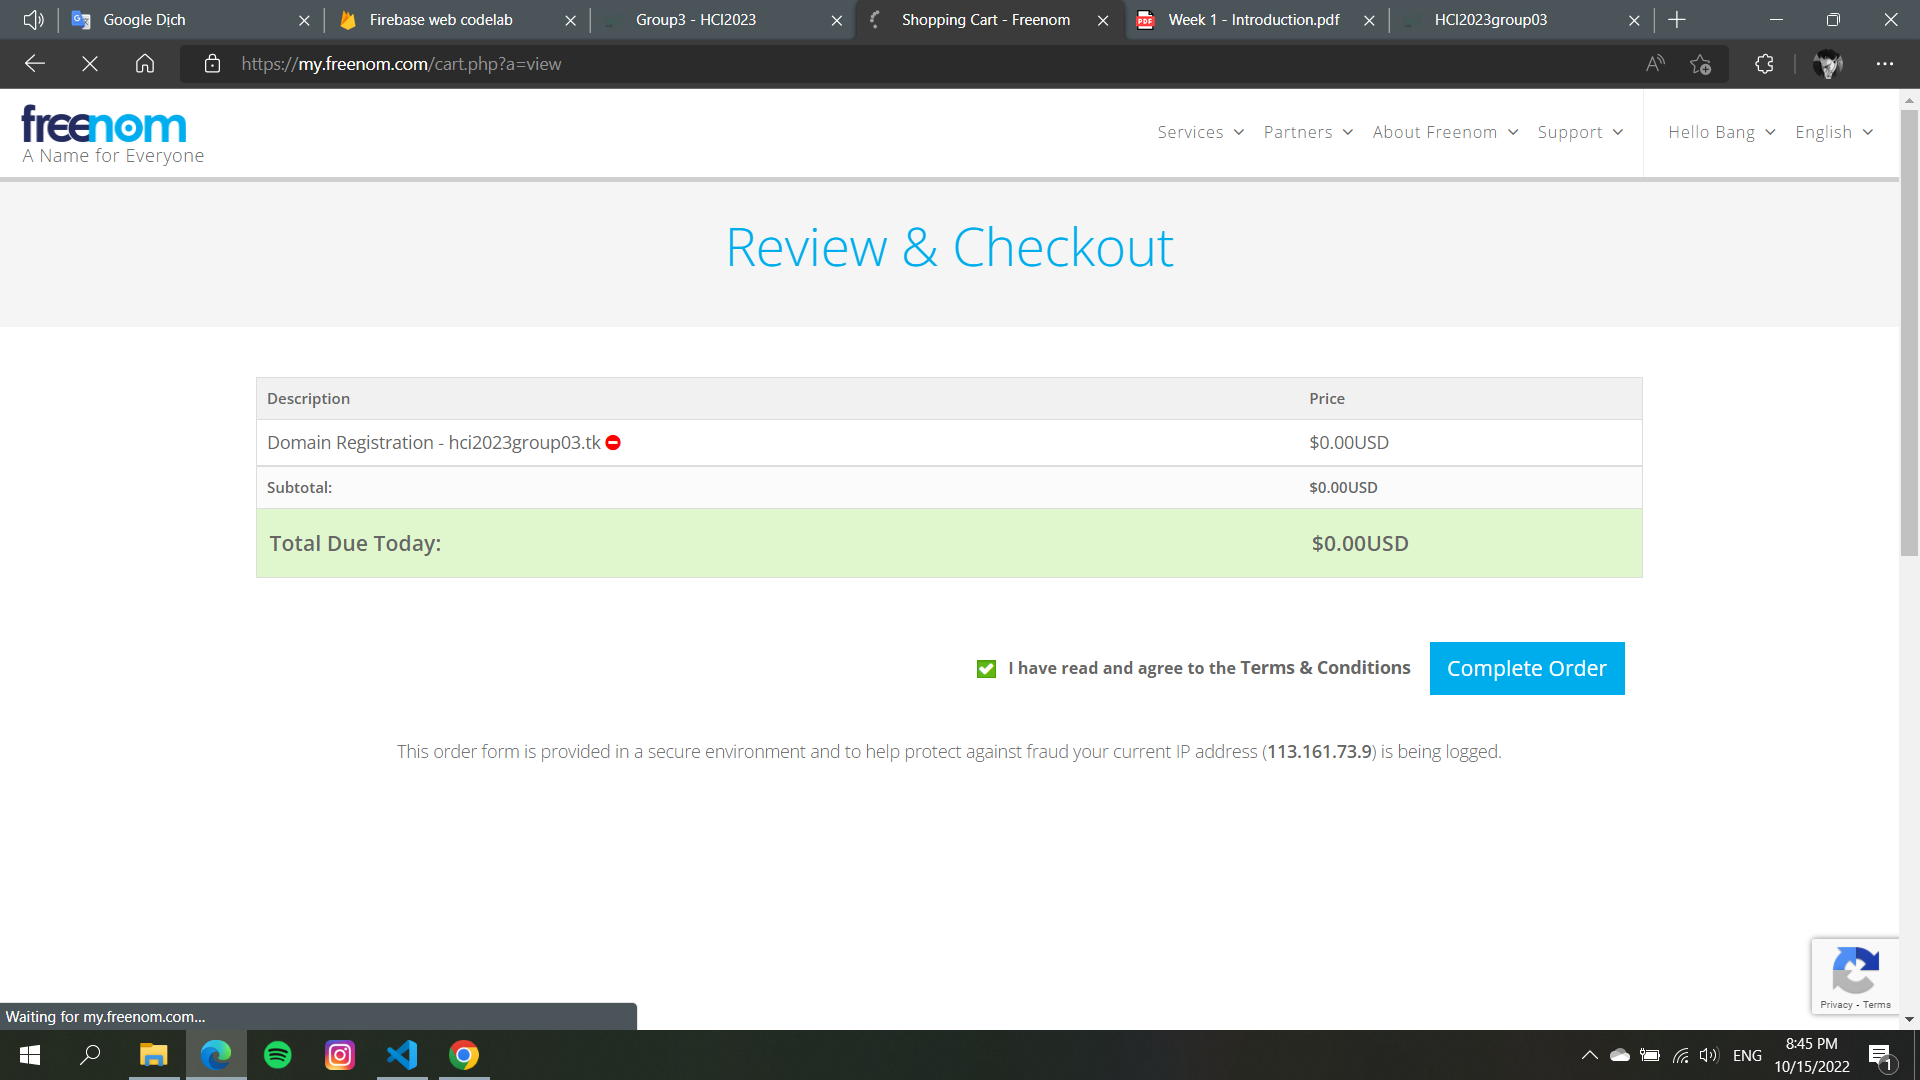 Google Dịch
Firebase web codelab
Group3 - HCI2023
Shopping Cart - Freenom
Week 1 - Introduction.pdf
HCI2023group03
https://my.freenom.com/cart.php?a=view
freenom
A Name for Everyone
Services
Partners
About Freenom
Support
Hello Bang
English
Review & Checkout
Description Price
Domain Registration - hci2023group03.tk $0.00USD
Subtotal: $0.00USD
Total Due Today: $0.00USD
I have read and agree to the Terms & Conditions
Complete Order
This order form is provided in a secure environment and to help protect against fraud your current IP address (113.161.73.9) is being logged.
Privacy - Terms
Waiting for my.freenom.com...
ENG
8:45 PM
10/15/2022
1